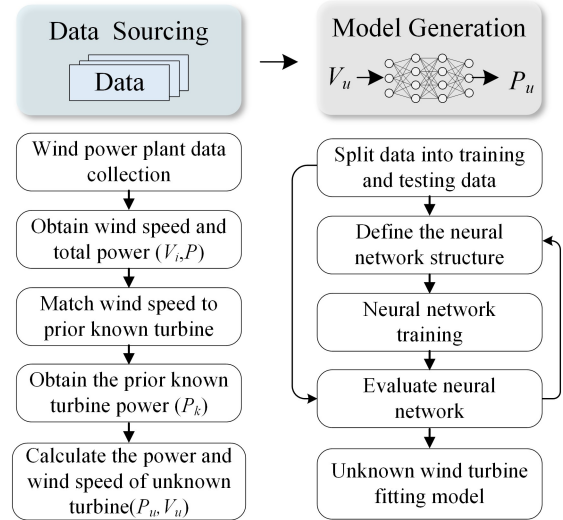 Data Sourcing
Data
Wind power plant data
collection
Obtain wind speed and
total power (V_i,P)
Match wind speed to
prior known turbine
Obtain the prior known
turbine power (P_k)
Calculate the power and
wind speed of unknown
turbine(P_u,V_u)
Model Generation
V_u
P_u
Split data into training
and testing data
Define the neural
network structure
Neural network
training
Evaluate neural
network
Unknown wind turbine
fitting model